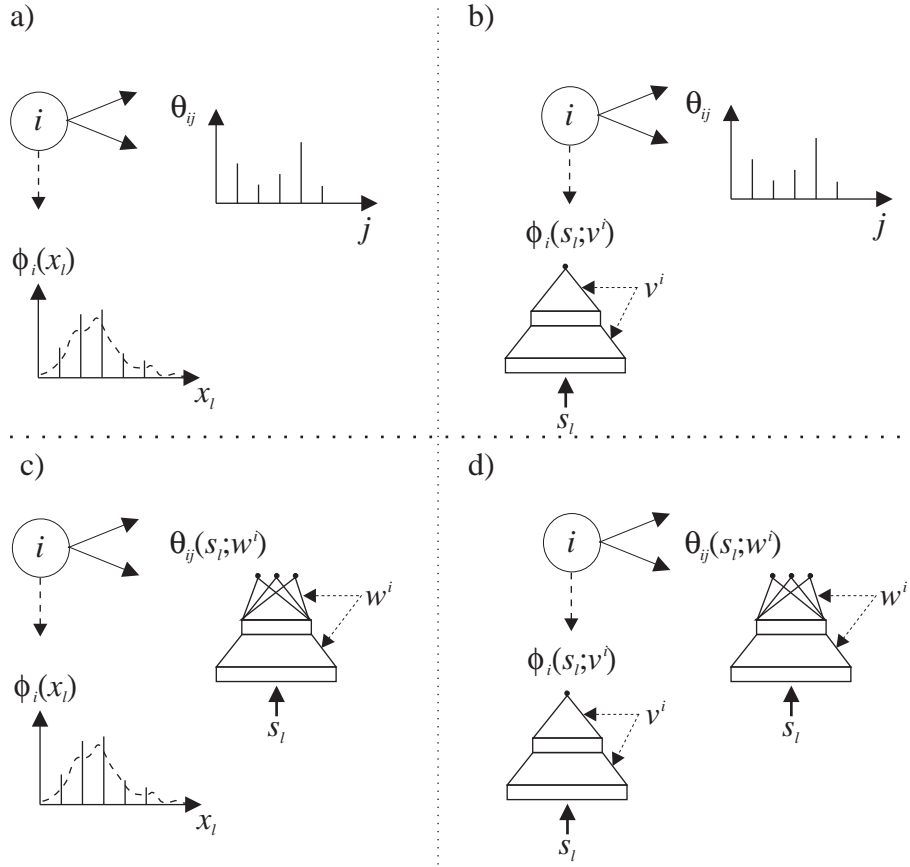 a)
i
θij
j
ϕi(xl)
xl
b)
i
θij
j
ϕi(sl;vⁱ)
vⁱ
sl
c)
i
θij(sl;wⁱ)
wⁱ
sl
ϕi(xl)
xl
d)
i
θij(sl;wⁱ)
wⁱ
sl
ϕi(sl;vⁱ)
vⁱ
sl